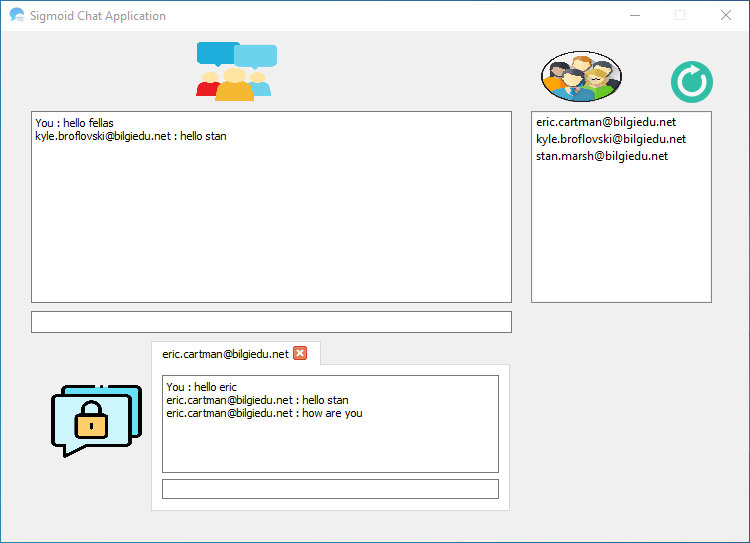 Sigmoid Chat Application
You : hello fellas
kyle.broflovski@bilgiedu.net : hello stan
eric.cartman@bilgiedu.net
kyle.broflovski@bilgiedu.net
stan.marsh@bilgiedu.net
eric.cartman@bilgiedu.net
You : hello eric
eric.cartman@bilgiedu.net : hello stan
eric.cartman@bilgiedu.net : how are you